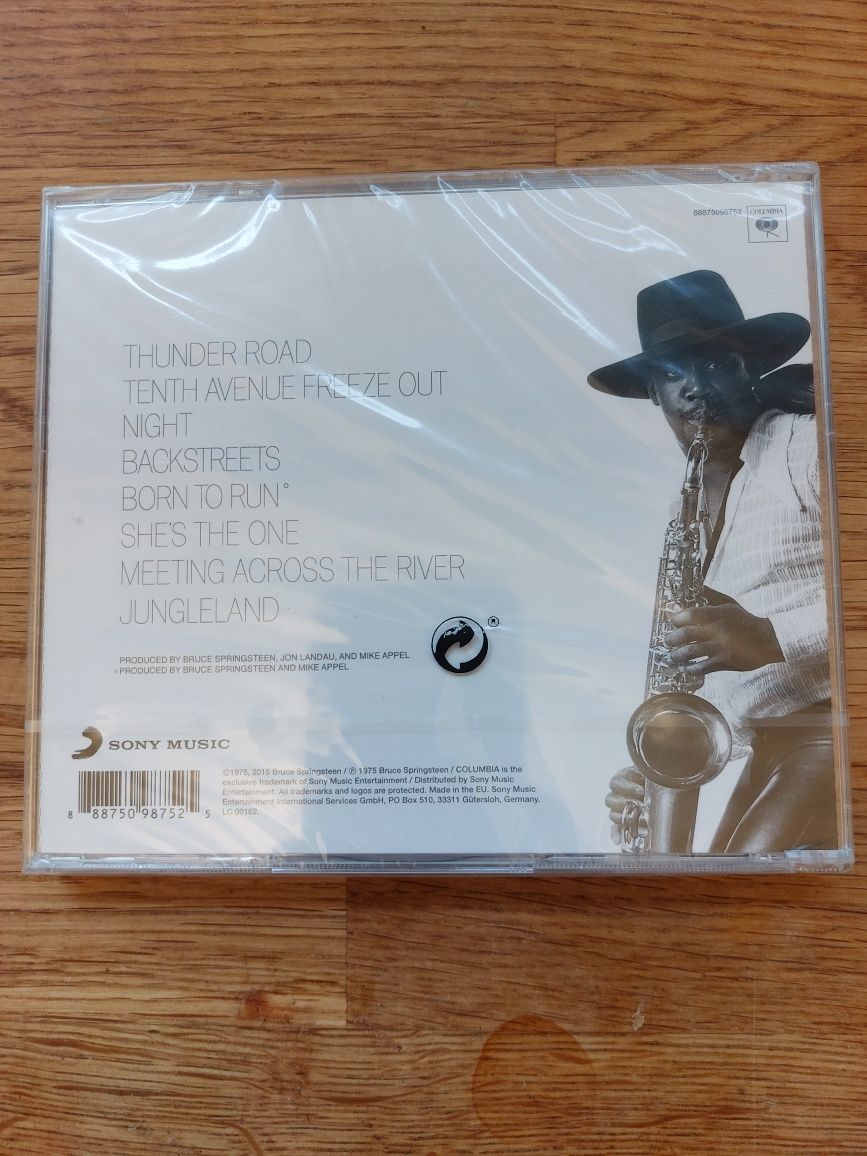 88875098752
COLUMBIA
THUNDER ROAD
TENTH AVENUE FREEZE OUT
NIGHT
BACKSTREETS
BORN TO RUN°
SHE'S THE ONE
MEETING ACROSS THE RIVER
JUNGLELAND
PRODUCED BY BRUCE SPRINGSTEEN, JON LANDAU, AND MIKE APPEL
°PRODUCED BY BRUCE SPRINGSTEEN AND MIKE APPEL
®
SONY MUSIC
8 88750 98752 5
©1975, 2015 Bruce Springsteen / ℗ 1975 Bruce Springsteen / COLUMBIA is the
exclusive trademark of Sony Music Entertainment / Distributed by Sony Music
Entertainment. All trademarks and logos are protected. Made in the EU. Sony Music
Entertainment International Services GmbH, PO Box 510, 33311 Gütersloh, Germany.
LC 00162.